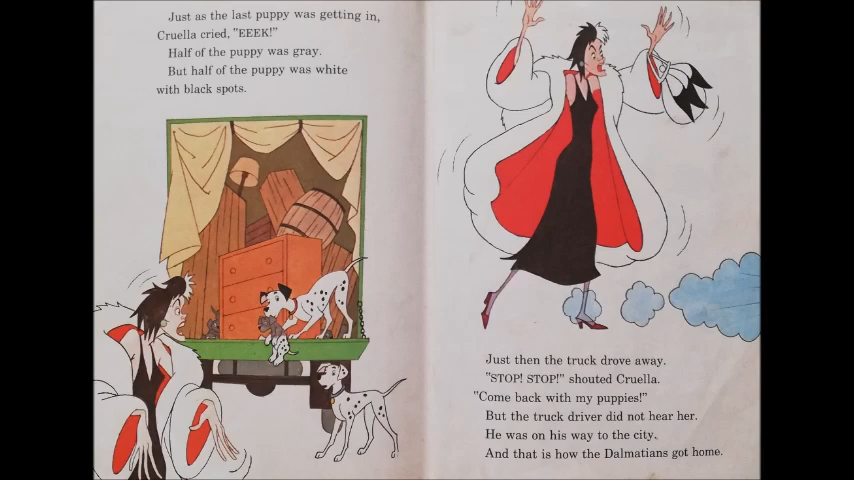 Just as the last puppy was getting in,
Cruella cried, "EEEK!"
Half of the puppy was gray.
But half of the puppy was white
with black spots.
Just then the truck drove away.
"STOP! STOP!" shouted Cruella.
"Come back with my puppies!"
But the truck driver did not hear her.
He was on his way to the city.
And that is how the Dalmatians got home.